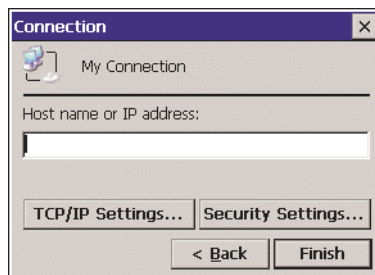 Connection
My Connection
Host name or IP address:
TCP/IP Settings... Security Settings...
< Back Finish